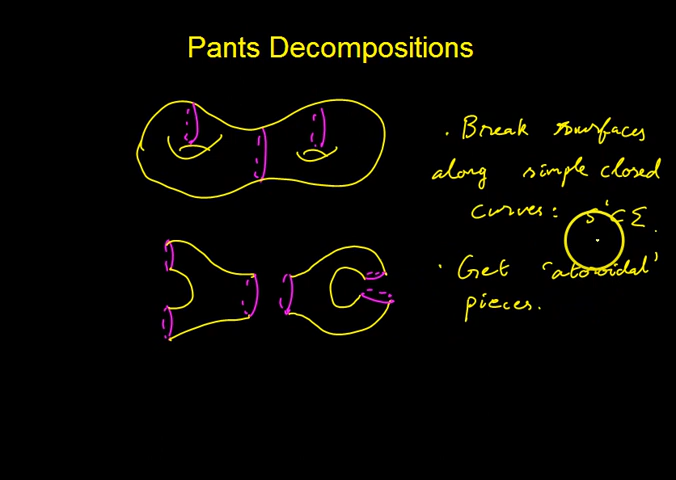 Pants Decompositions
. Break surfaces
along simple closed
curves: S¹⊂Σ.
· Get 'atoroidal'
pieces.